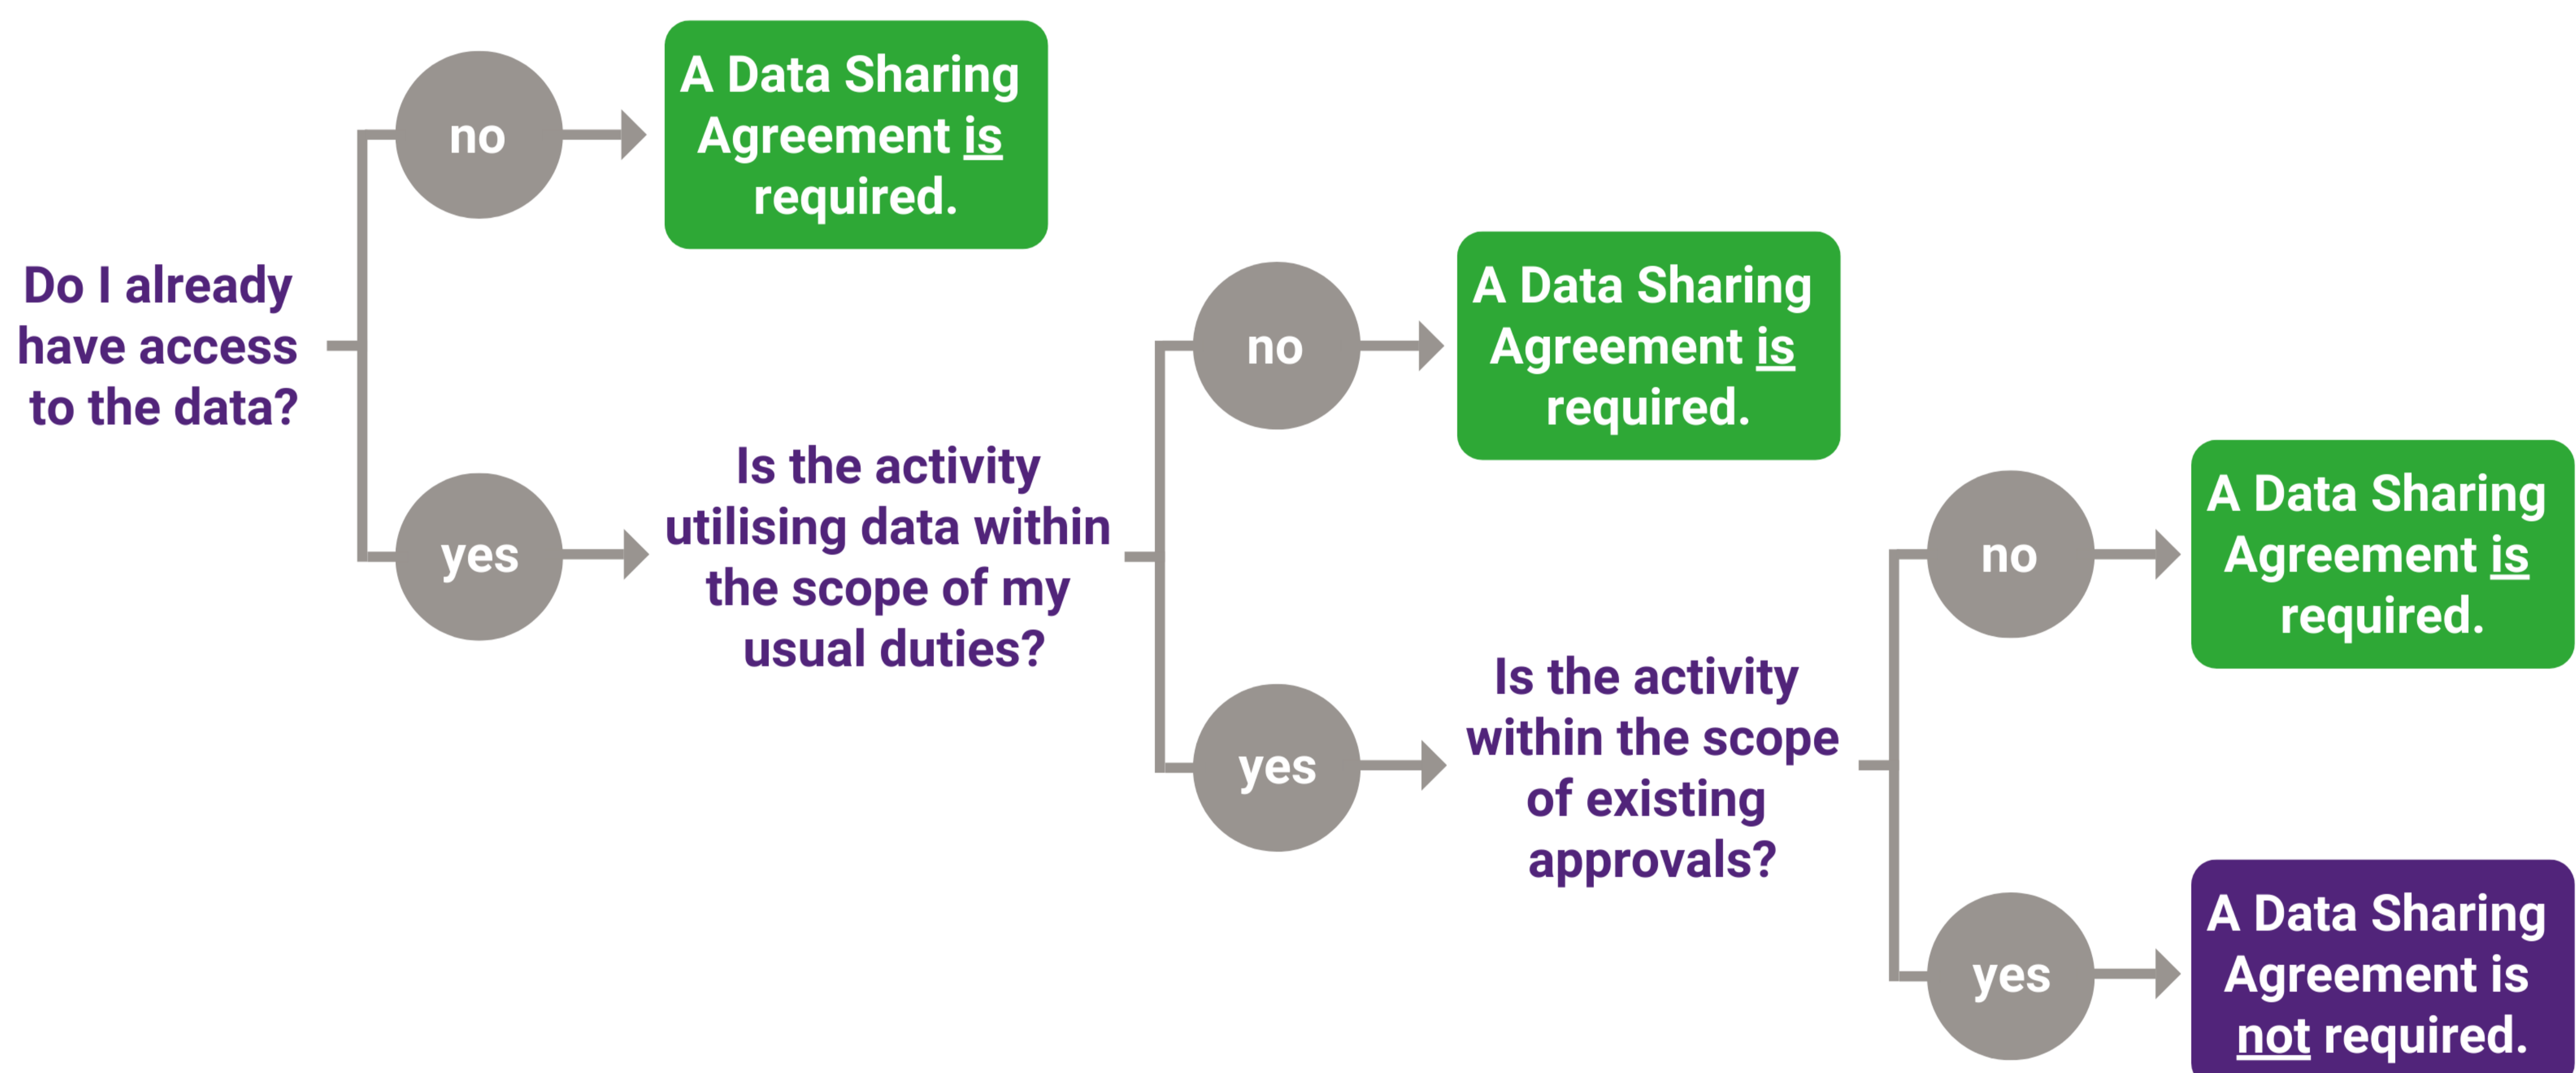 no
A Data Sharing
Agreement is
required.
Do I already
have access
to the data?
yes
Is the activity
utilising data within
the scope of my
usual duties?
no
A Data Sharing
Agreement is
required.
yes
Is the activity
within the scope
of existing
approvals?
no
A Data Sharing
Agreement is
required.
yes
A Data Sharing
Agreement is
not required.